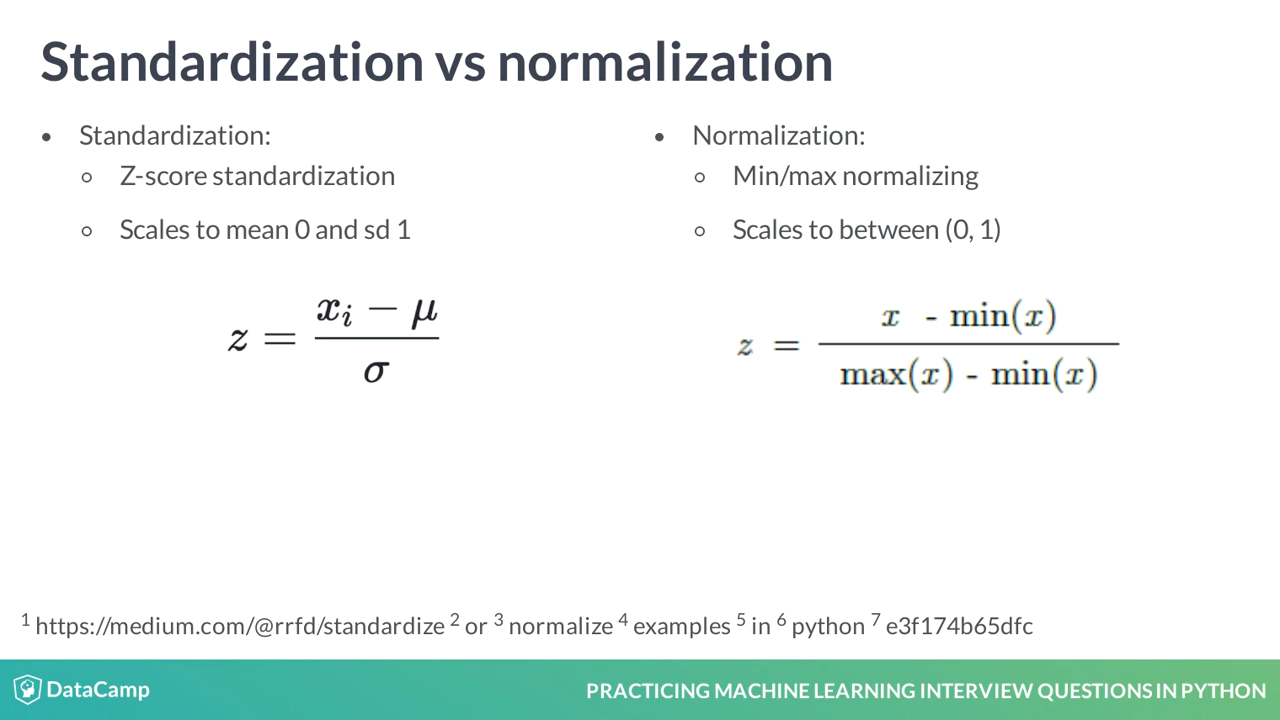 Standardization vs normalization
• Standardization:
◦ Z-score standardization
◦ Scales to mean 0 and sd 1
z = (xᵢ − μ) / σ
• Normalization:
◦ Min/max normalizing
◦ Scales to between (0, 1)
z = (x - min(x)) / (max(x) - min(x))
¹ https://medium.com/@rrfd/standardize ² or ³ normalize ⁴ examples ⁵ in ⁶ python ⁷ e3f174b65dfc
DataCamp
PRACTICING MACHINE LEARNING INTERVIEW QUESTIONS IN PYTHON